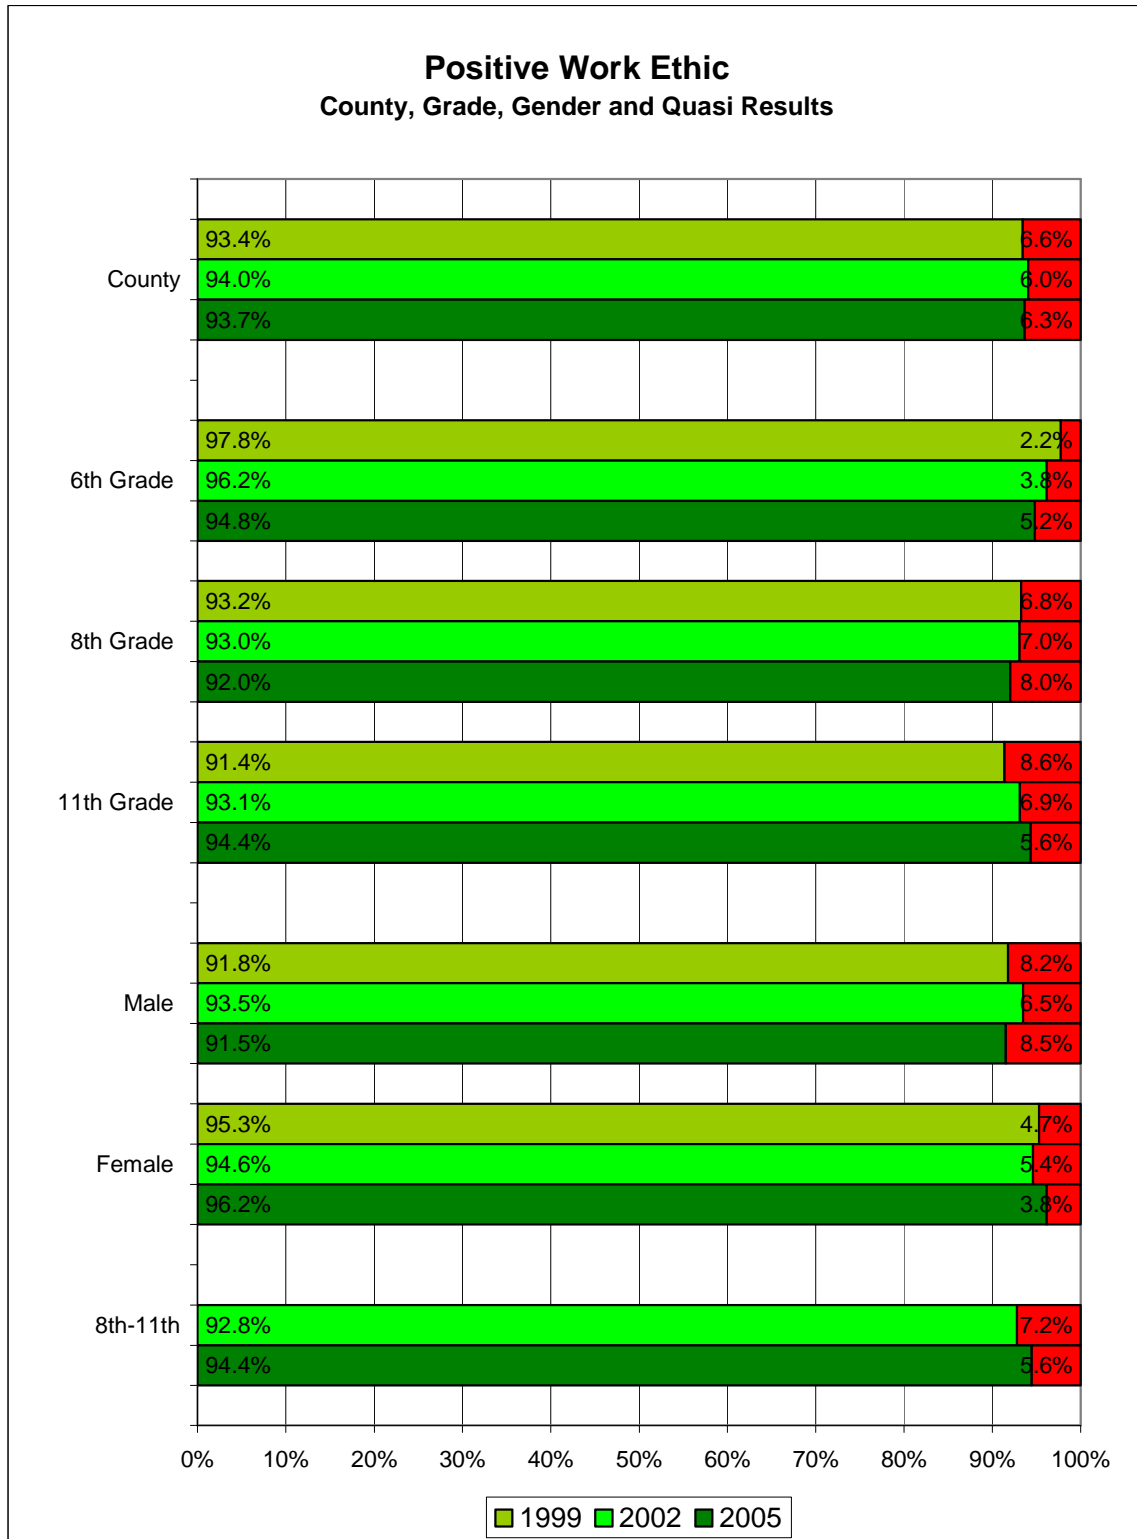 Positive Work Ethic
County, Grade, Gender and Quasi Results
93.4% 6.6%
County 94.0% 6.0%
93.7% 6.3%
97.8% 2.2%
6th Grade 96.2% 3.8%
94.8% 5.2%
93.2% 6.8%
8th Grade 93.0% 7.0%
92.0% 8.0%
91.4% 8.6%
11th Grade 93.1% 6.9%
94.4% 5.6%
91.8% 8.2%
Male 93.5% 6.5%
91.5% 8.5%
95.3% 4.7%
Female 94.6% 5.4%
96.2% 3.8%
8th-11th 92.8% 7.2%
94.4% 5.6%
0% 10% 20% 30% 40% 50% 60% 70% 80% 90% 100%
1999 2002 2005